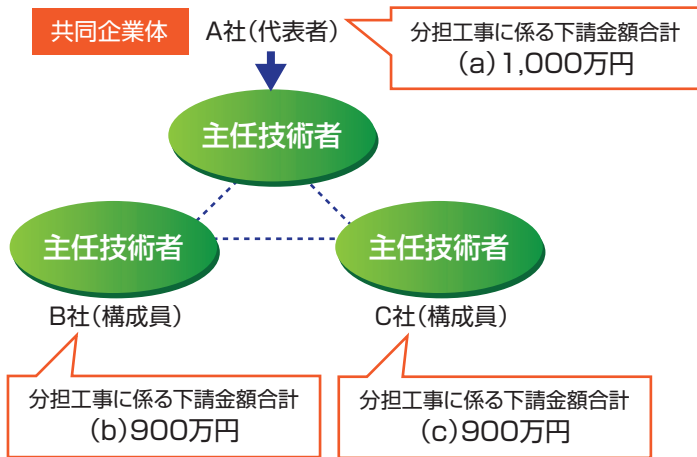 共同企業体
A社(代表者)
分担工事に係る下請金額合計
(a)1,000万円
主任技術者
主任技術者
主任技術者
B社(構成員)
C社(構成員)
分担工事に係る下請金額合計
(b)900万円
分担工事に係る下請金額合計
(c)900万円